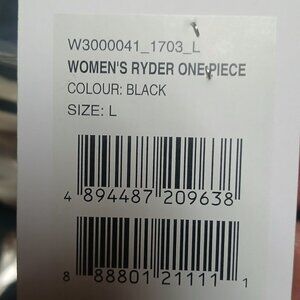 W3000041_1703_L
WOMEN'S RYDER ONE PIECE
COLOUR: BLACK
SIZE: L
4 894487 209638
8 88801 21111 1